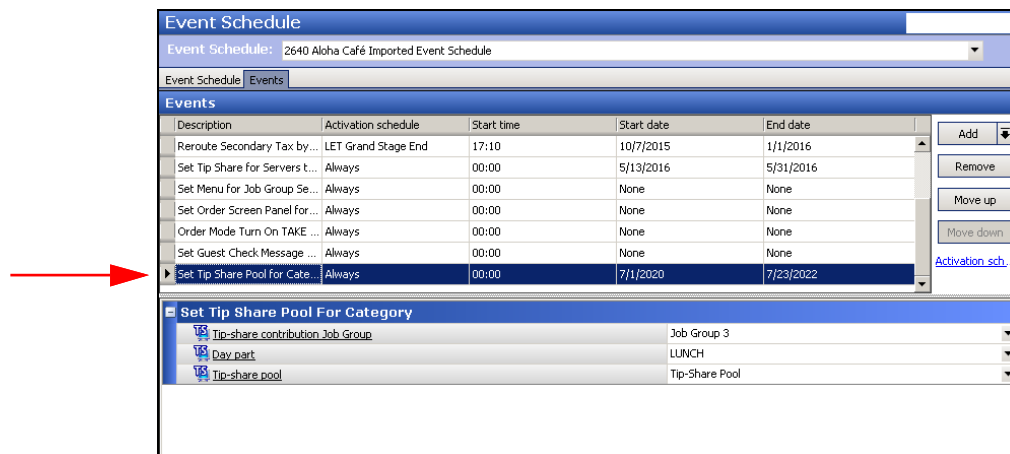 Event Schedule
Event Schedule: 2640 Aloha Café Imported Event Schedule
Event Schedule Events
Events
Description Activation schedule Start time Start date End date
Reroute Secondary Tax by... LET Grand Stage End 17:10 10/7/2015 1/1/2016
Set Tip Share for Servers t... Always 00:00 5/13/2016 5/31/2016
Set Menu for Job Group Se... Always 00:00 None None
Set Order Screen Panel for... Always 00:00 None None
Order Mode Turn On TAKE ... Always 00:00 None None
Set Guest Check Message ... Always 00:00 None None
Set Tip Share Pool for Cate... Always 00:00 7/1/2020 7/23/2022
Add
Remove
Move up
Move down
Activation sch...
Set Tip Share Pool For Category
Tip-share contribution Job Group Job Group 3
Day part LUNCH
Tip-share pool Tip-Share Pool